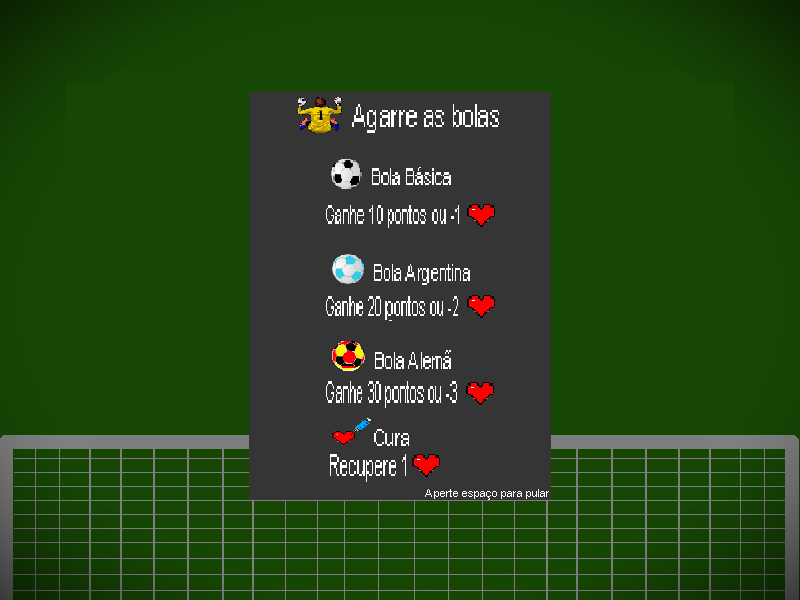 1 Agarre as bolas
Bola Básica
Ganhe 10 pontos ou -1
Bola Argentina
Ganhe 20 pontos ou -2
Bola Alemã
Ganhe 30 pontos ou -3
Cura
Recupere 1
Aperte espaço para pular